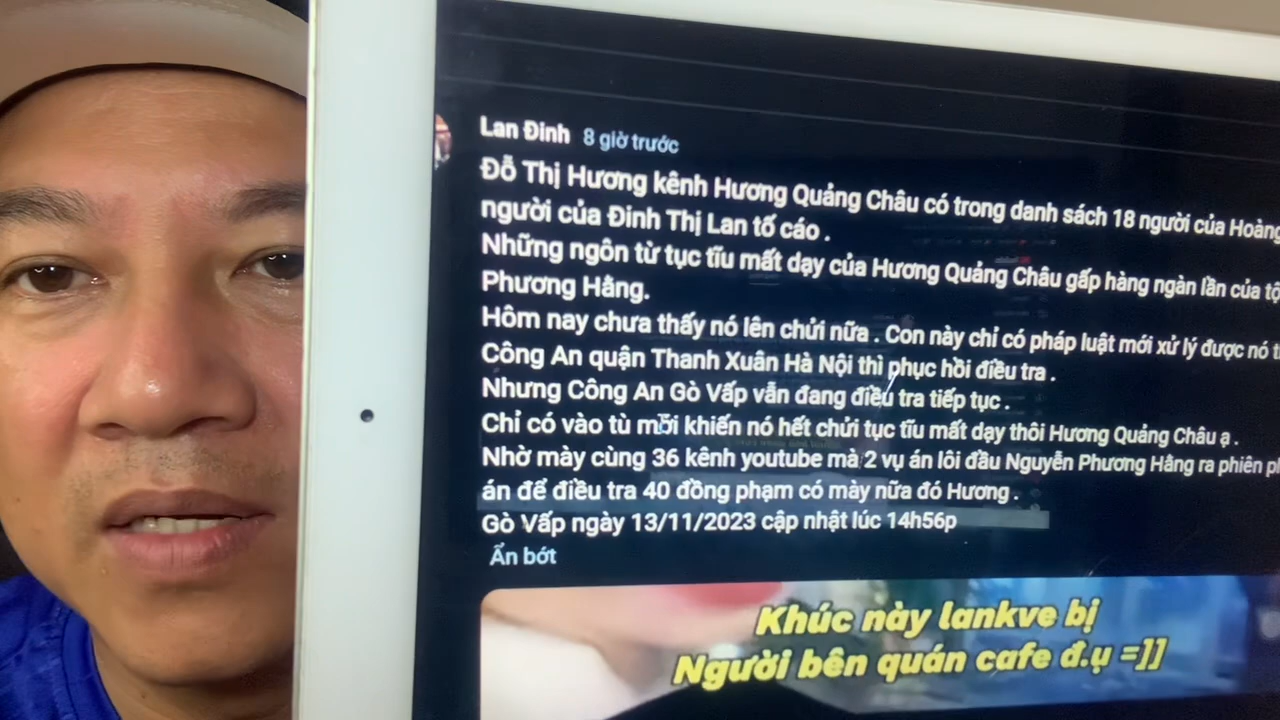 Lan Đinh 8 giờ trước
Đỗ Thị Hương kênh Hương Quảng Châu có trong danh sách 18 người của Hoàng
người của Đinh Thị Lan tố cáo .
Những ngôn từ tục tĩu mất dạy của Hương Quảng Châu gấp hàng ngàn lần của
Phương Hằng.
Hôm nay chưa thấy nó lên chửi nữa . Con này chỉ có pháp luật mới xử lý được nó
Công An quận Thanh Xuân Hà Nội thì phục hồi điều tra .
Nhưng Công An Gò Vấp vẫn đang điều tra tiếp tục .
Chỉ có vào tù mới khiến nó hết chửi tục tĩu mất dạy thôi Hương Quảng Châu ạ .
Nhờ mày cùng 36 kênh youtube mà 2 vụ án lôi đầu Nguyễn Phương Hằng ra phiên
án để điều tra 40 đồng phạm có mày nữa đó Hương .
Gò Vấp ngày 13/11/2023 cập nhật lúc 14h56p
Ẩn bớt
Khúc này lankve bị
Người bên quán cafe đ.ụ =]]